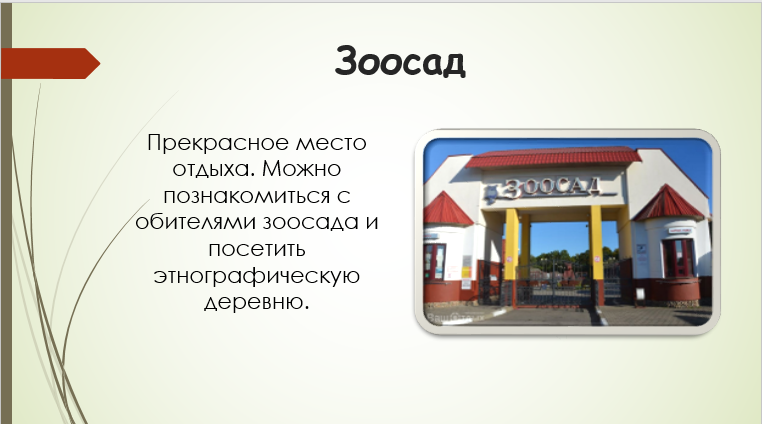 Зоосад
Прекрасное место
отдыха. Можно
познакомиться с
обителями зоосада и
посетить
этнографическую
деревню.
ЗООСАД